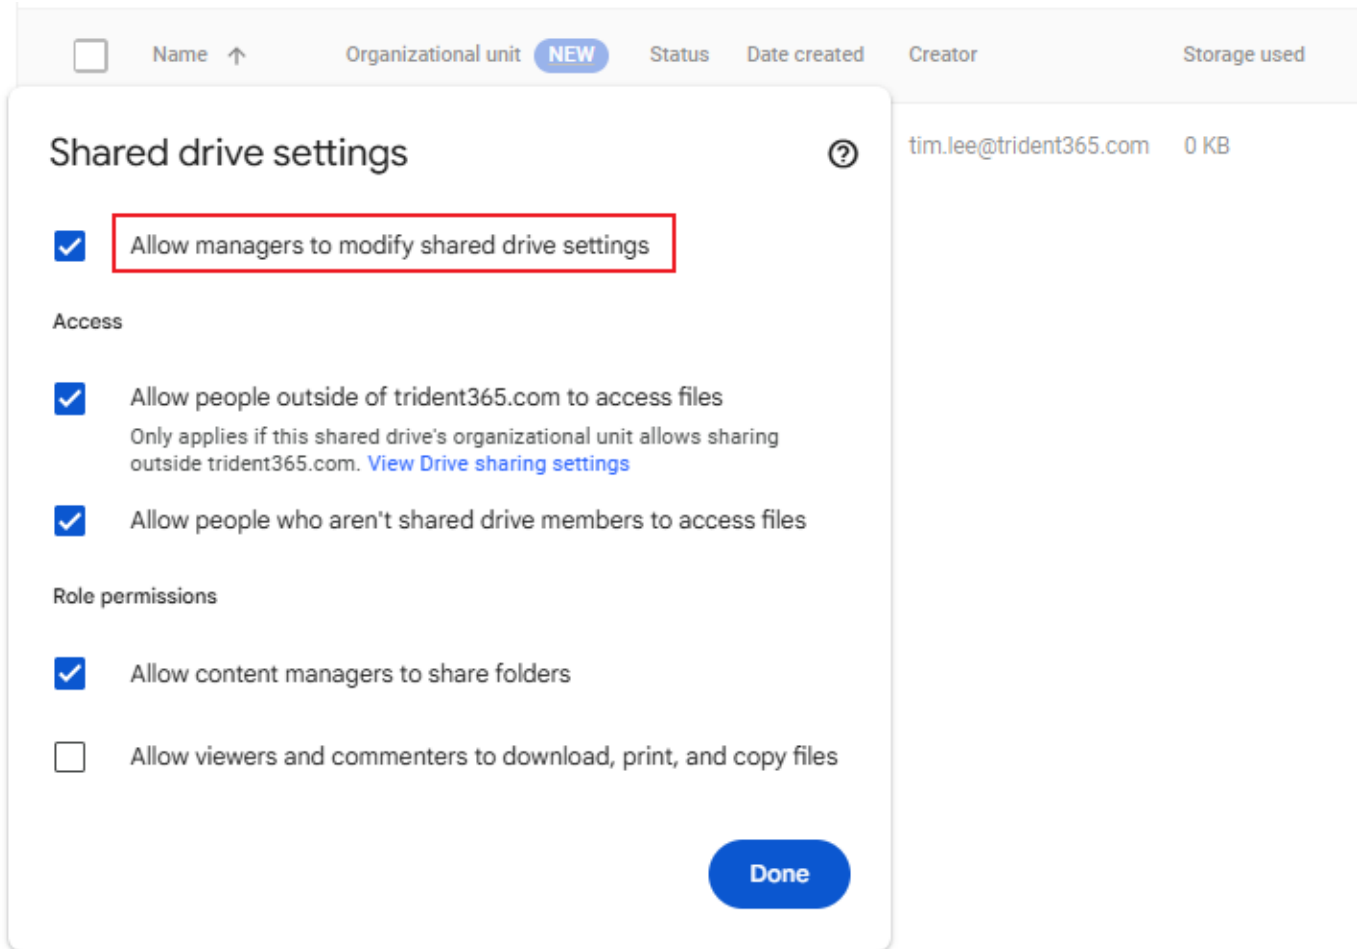 Name Organizational unit NEW Status Date created Creator Storage used
Shared drive settings
tim.lee@trident365.com 0 KB
Allow managers to modify shared drive settings
Access
Allow people outside of trident365.com to access files
Only applies if this shared drive's organizational unit allows sharing
outside trident365.com. View Drive sharing settings
Allow people who aren't shared drive members to access files
Role permissions
Allow content managers to share folders
Allow viewers and commenters to download, print, and copy files
Done